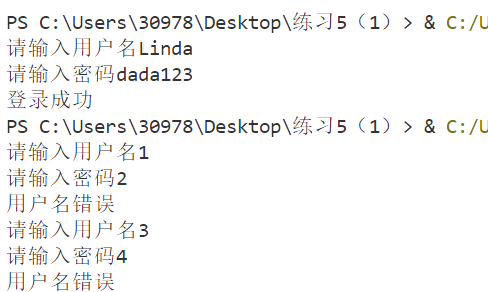 PS C:\Users\30978\Desktop\练习5（1）> & C:/U
请输入用户名Linda
请输入密码dada123
登录成功
PS C:\Users\30978\Desktop\练习5（1）> & C:/U
请输入用户名1
请输入密码2
用户名错误
请输入用户名3
请输入密码4
用户名错误